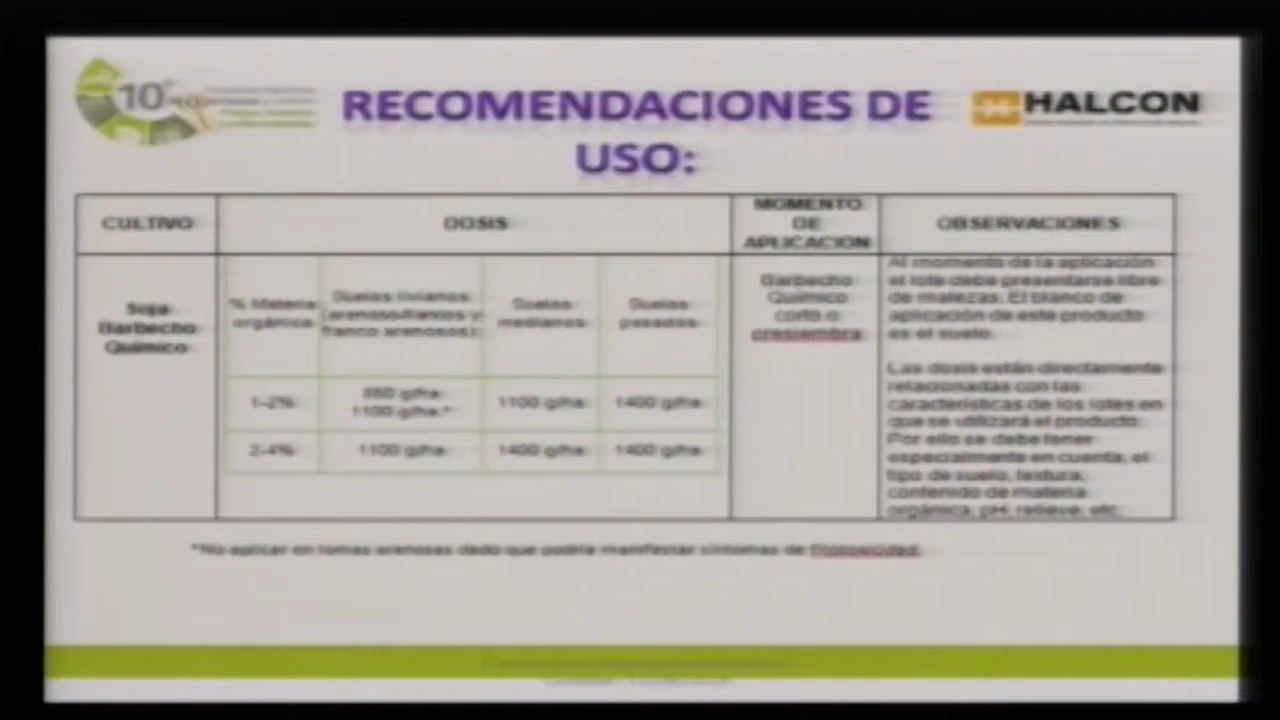 10°
RECOMENDACIONES DE
USO:
HALCON
CULTIVO
DOSIS
MOMENTO
DE
APLICACION
OBSERVACIONES
Soja
Barbecho
Químico
% Materia
orgánica
Suelos livianos
Suelos
medianos
Suelos
pesados
1-2%
850 g/ha
1100 g/ha *
1100 g/ha
1400 g/ha
2-4%
1100 g/ha
1400 g/ha
1400 g/ha
Barbecho
Químico
corto o
presiembra
Al momento de la aplicación
el lote debe presentarse libre
de malezas. El blanco de
aplicación de este producto
es el suelo.
Las dosis están directamente
relacionadas con las
características de los lotes en
que se utilizará el producto.
Por ello se debe tener
especialmente en cuenta, el
tipo de suelo, textura,
contenido de materia
orgánica, pH, relieve, etc.
*No aplicar en lomas arenosas dado que podría manifestar síntomas de fitotoxicidad.